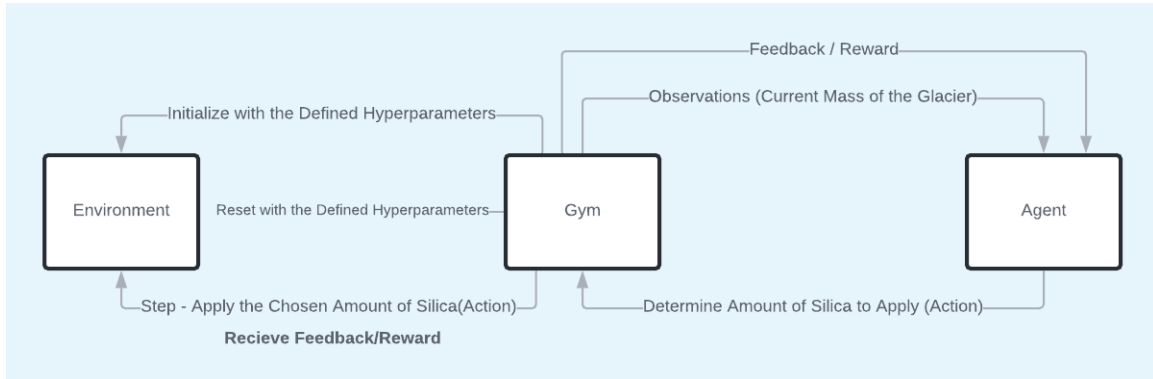 Feedback / Reward
Observations (Current Mass of the Glacier)
Initialize with the Defined Hyperparameters
Environment
Reset with the Defined Hyperparameters
Gym
Agent
Step - Apply the Chosen Amount of Silica(Action)
Determine Amount of Silica to Apply (Action)
Recieve Feedback/Reward